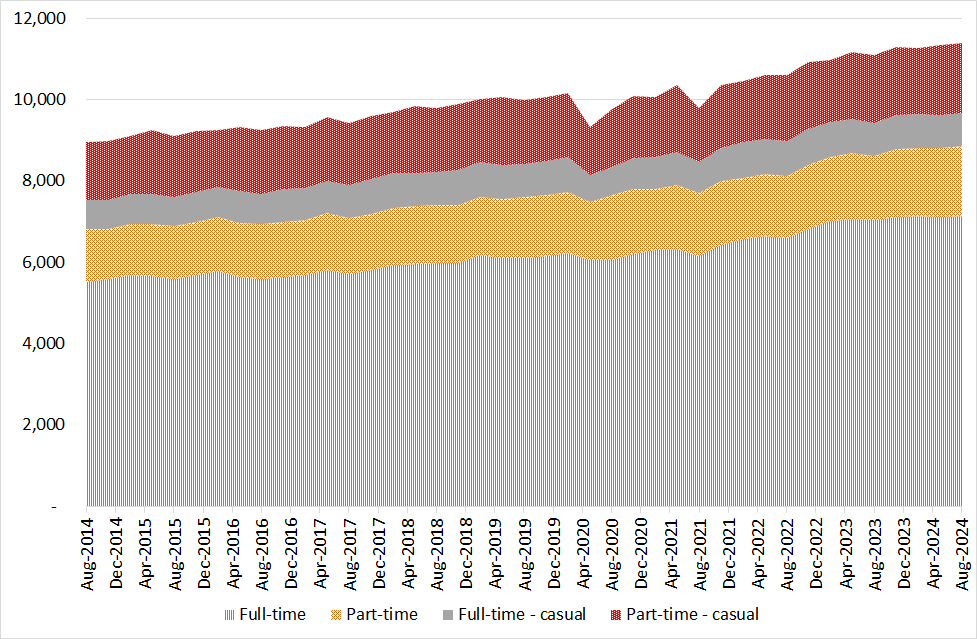 12,000
10,000
8,000
6,000
4,000
2,000
-
Aug-2014
Dec-2014
Apr-2015
Aug-2015
Dec-2015
Apr-2016
Aug-2016
Dec-2016
Apr-2017
Aug-2017
Dec-2017
Apr-2018
Aug-2018
Dec-2018
Apr-2019
Aug-2019
Dec-2019
Apr-2020
Aug-2020
Dec-2020
Apr-2021
Aug-2021
Dec-2021
Apr-2022
Aug-2022
Dec-2022
Apr-2023
Aug-2023
Dec-2023
Apr-2024
Aug-2024
Full-time Part-time Full-time - casual Part-time - casual